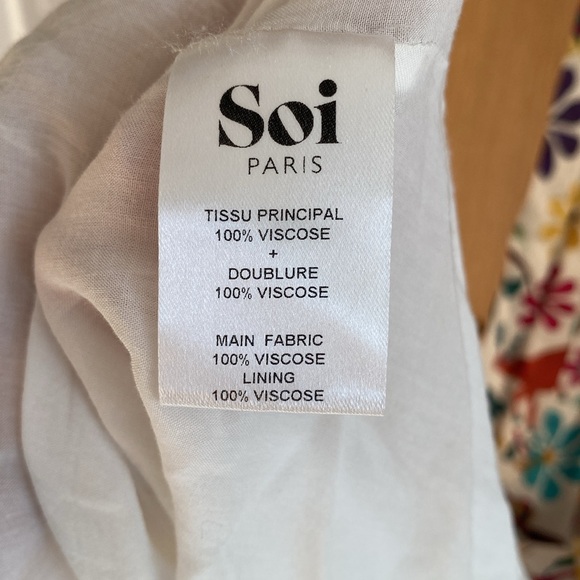 Soi
PARIS
TISSU PRINCIPAL
100% VISCOSE
+
DOUBLURE
100% VISCOSE
MAIN FABRIC
100% VISCOSE
LINING
100% VISCOSE